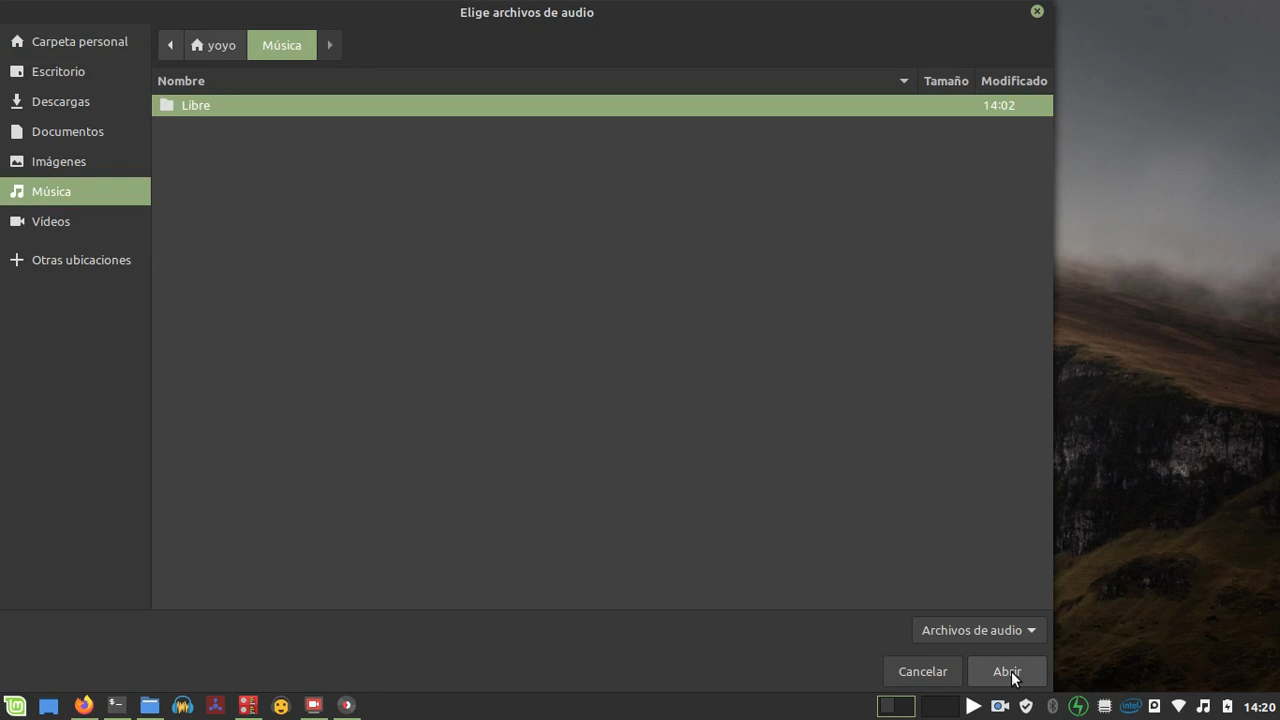 Elige archivos de audio
Carpeta personal
Escritorio
Descargas
Documentos
Imágenes
Música
Vídeos
Otras ubicaciones
yoyo
Música
Nombre
Tamaño
Modificado
Libre
14:02
Archivos de audio
Cancelar
Abrir
14:20